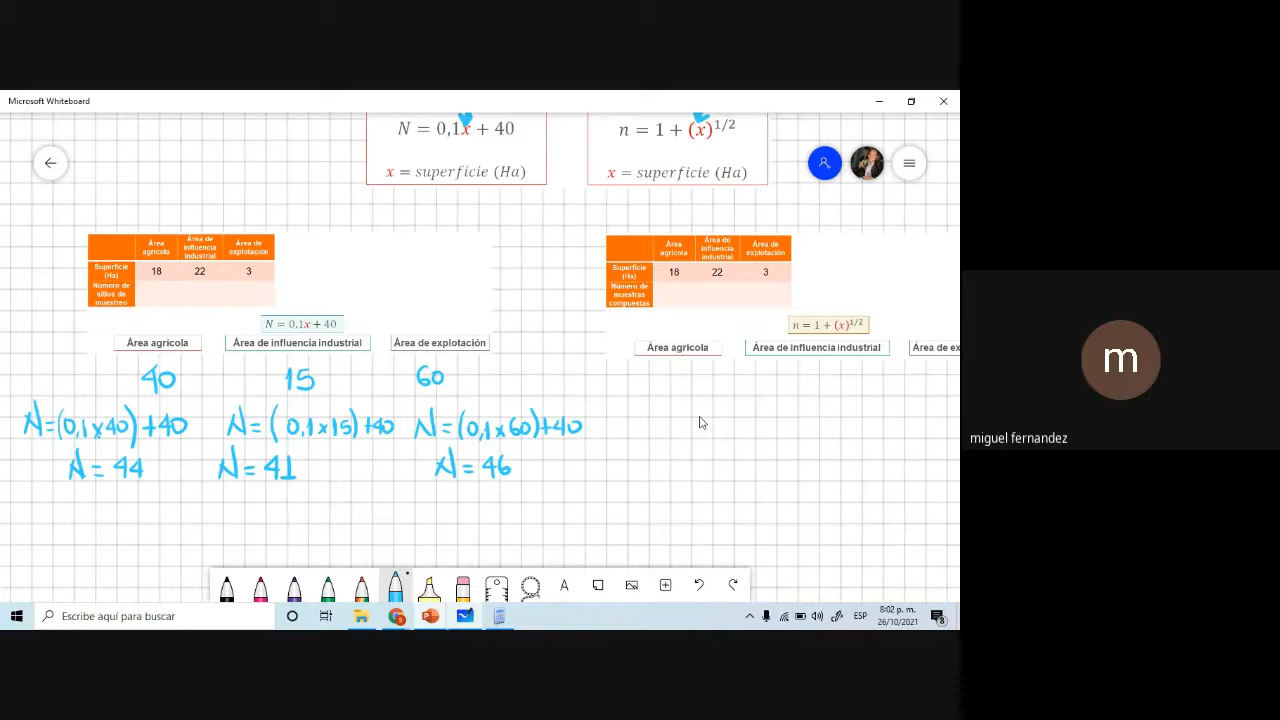 Microsoft Whiteboard
N = 0,1x + 40
x = superficie (Ha)
n = 1 + (x)^1/2
x = superficie (Ha)
Área agrícola
Área de influencia industrial
Área de explotación
Superficie (Ha)
18
22
3
Número de sitios de muestreo
N = 0,1x + 40
Área agrícola
Área de influencia industrial
Área de explotación
40
15
60
N=(0,1x40)+40
N=(0,1x15)+40
N=(0,1x60)+40
N = 44
N = 41
N = 46
Área agrícola
Área de influencia industrial
Área de explotación
Superficie (Ha)
18
22
3
Número de muestras compuestas
n = 1 + (x)^1/2
Área agrícola
Área de influencia industrial
Área de ex
m
miguel fernandez
A
Escribe aquí para buscar
ESP
8:02 p. m.
26/10/2021
8